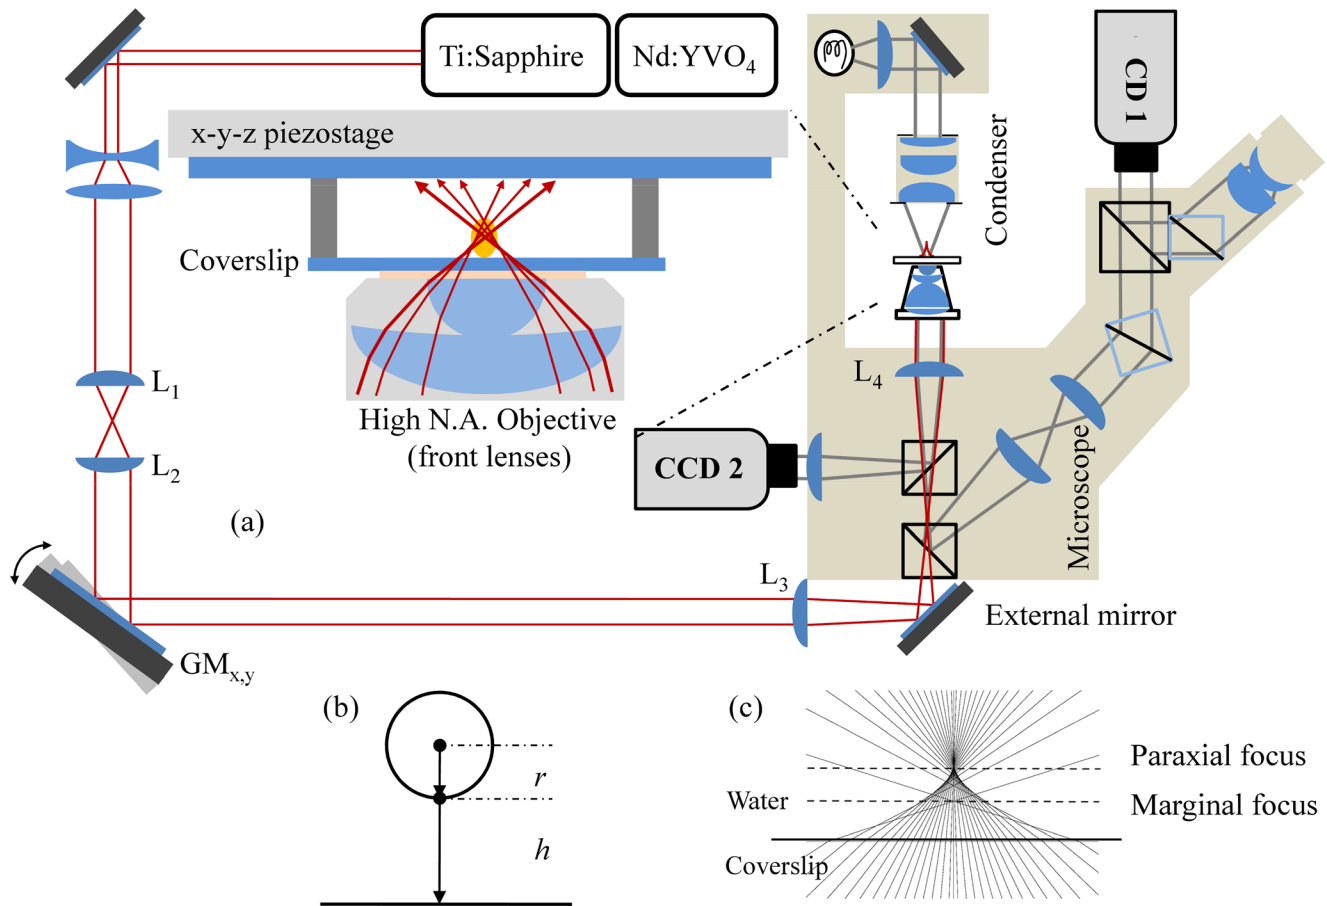 Ti:Sapphire
Nd:YVO4
x-y-z piezostage
Coverslip
High N.A. Objective
(front lenses)
Condenser
CD 1
L1
L2
L4
CCD 2
Microscope
(a)
L3
External mirror
GMx,y
(b)
r
h
(c)
Paraxial focus
Water
Marginal focus
Coverslip